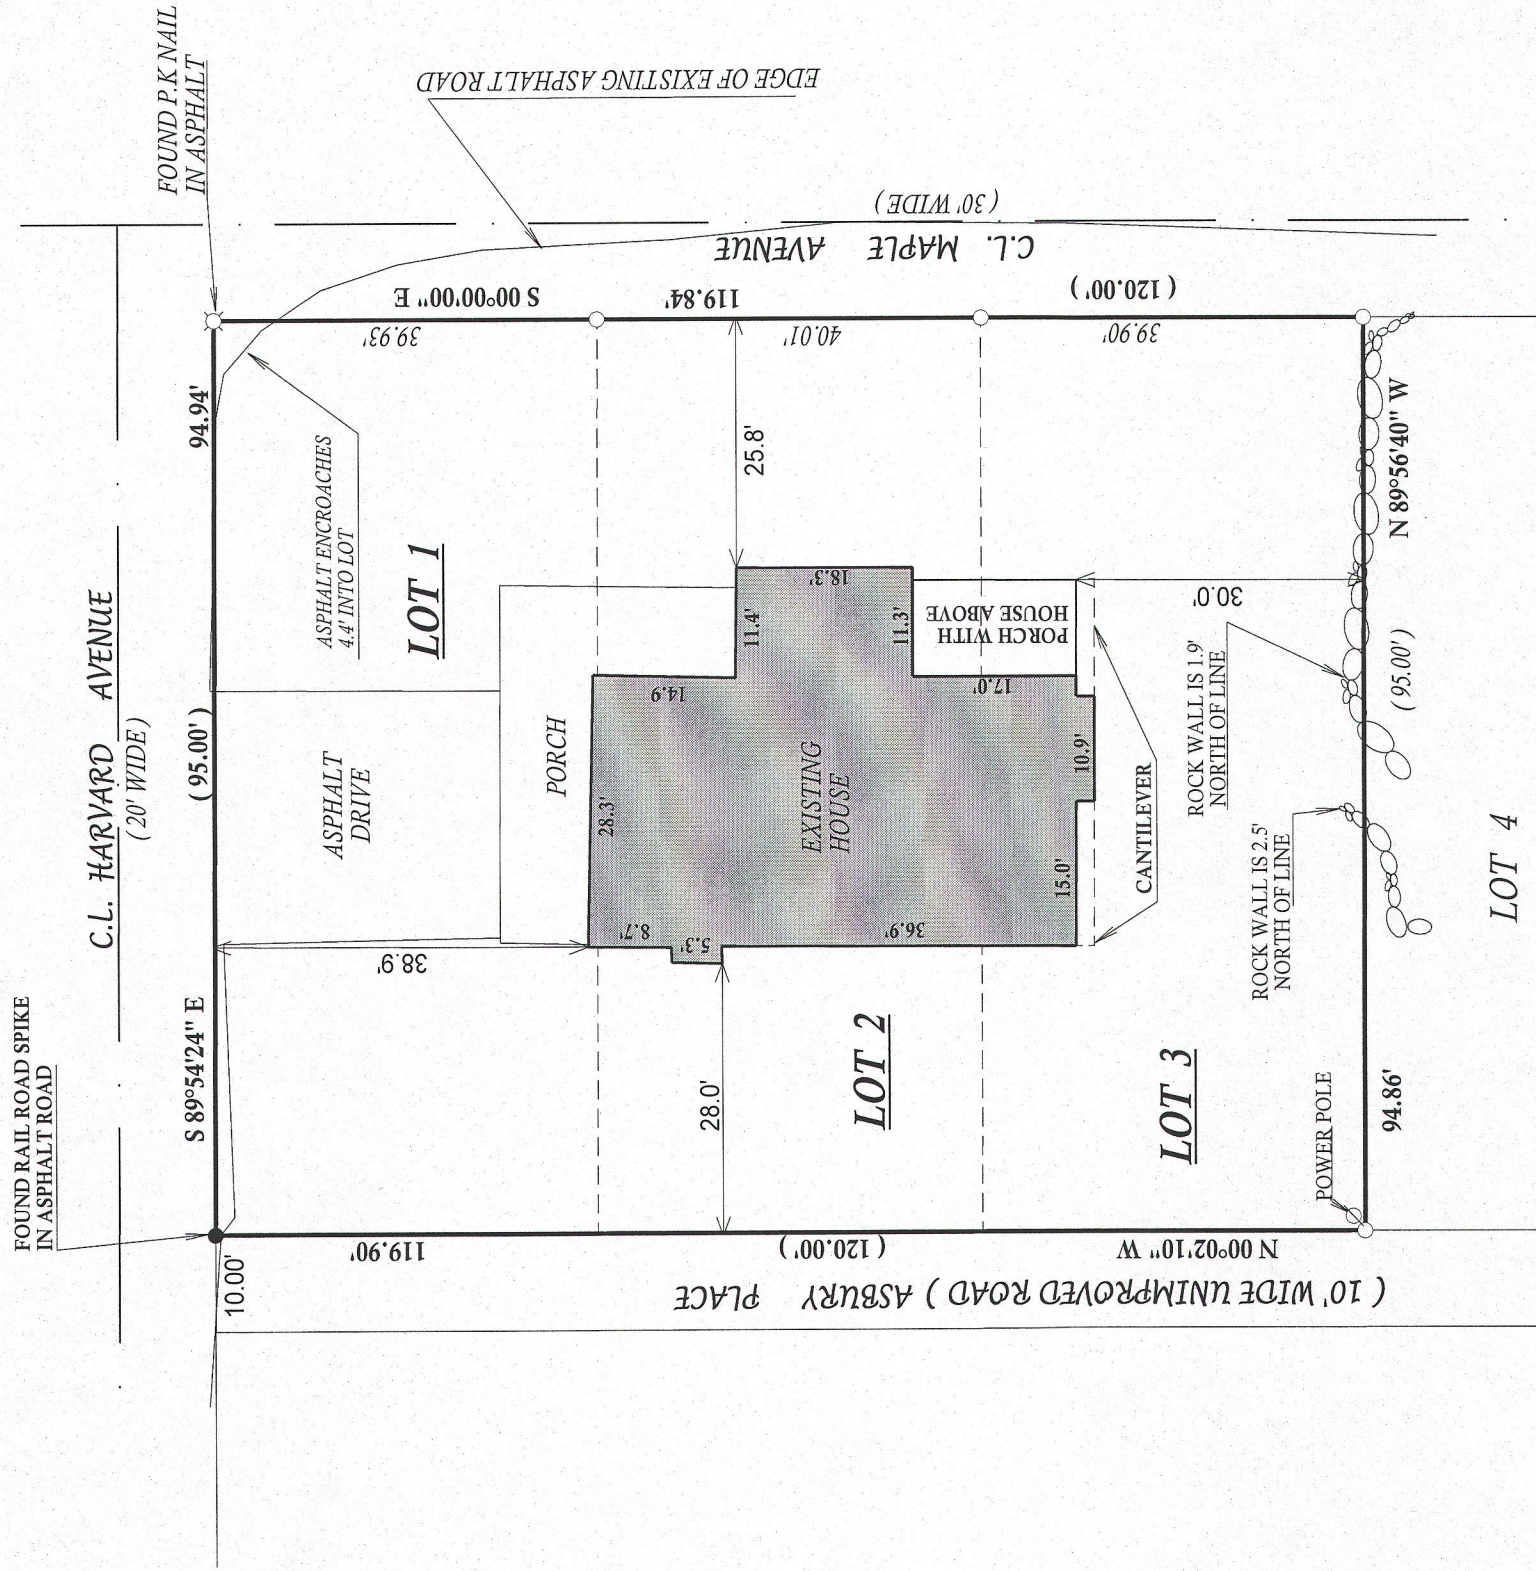 FOUND P.K NAIL
IN ASPHALT
EDGE OF EXISTING ASPHALT ROAD
C.L. HARVARD AVENUE
(20' WIDE)
FOUND RAIL ROAD SPIKE
IN ASPHALT ROAD
S 89°54'24" E
( 95.00' )
94.94'
C.L. MAPLE AVENUE
( 30' WIDE )
S 00°00'00" E
119.84'
( 120.00' )
39.93'
40.01'
39.90'
ASPHALT ENCROACHES
4.4' INTO LOT
LOT 1
ASPHALT
DRIVE
PORCH
38.9'
25.8'
28.3'
14.9
11.4'
18.3'
11.3'
17.0'
PORCH WITH
HOUSE ABOVE
EXISTING
HOUSE
8.7'
5.3'
36.9'
15.0'
10.9'
28.0'
30.0'
CANTILEVER
LOT 2
LOT 3
ROCK WALL IS 1.9'
NORTH OF LINE
ROCK WALL IS 2.5'
NORTH OF LINE
POWER POLE
N 89°56'40" W
( 95.00' )
94.86'
LOT 4
10.00'
119.90'
( 120.00' )
N 00°02'10" W
( 10' WIDE UNIMPROVED ROAD ) ASBURY PLACE